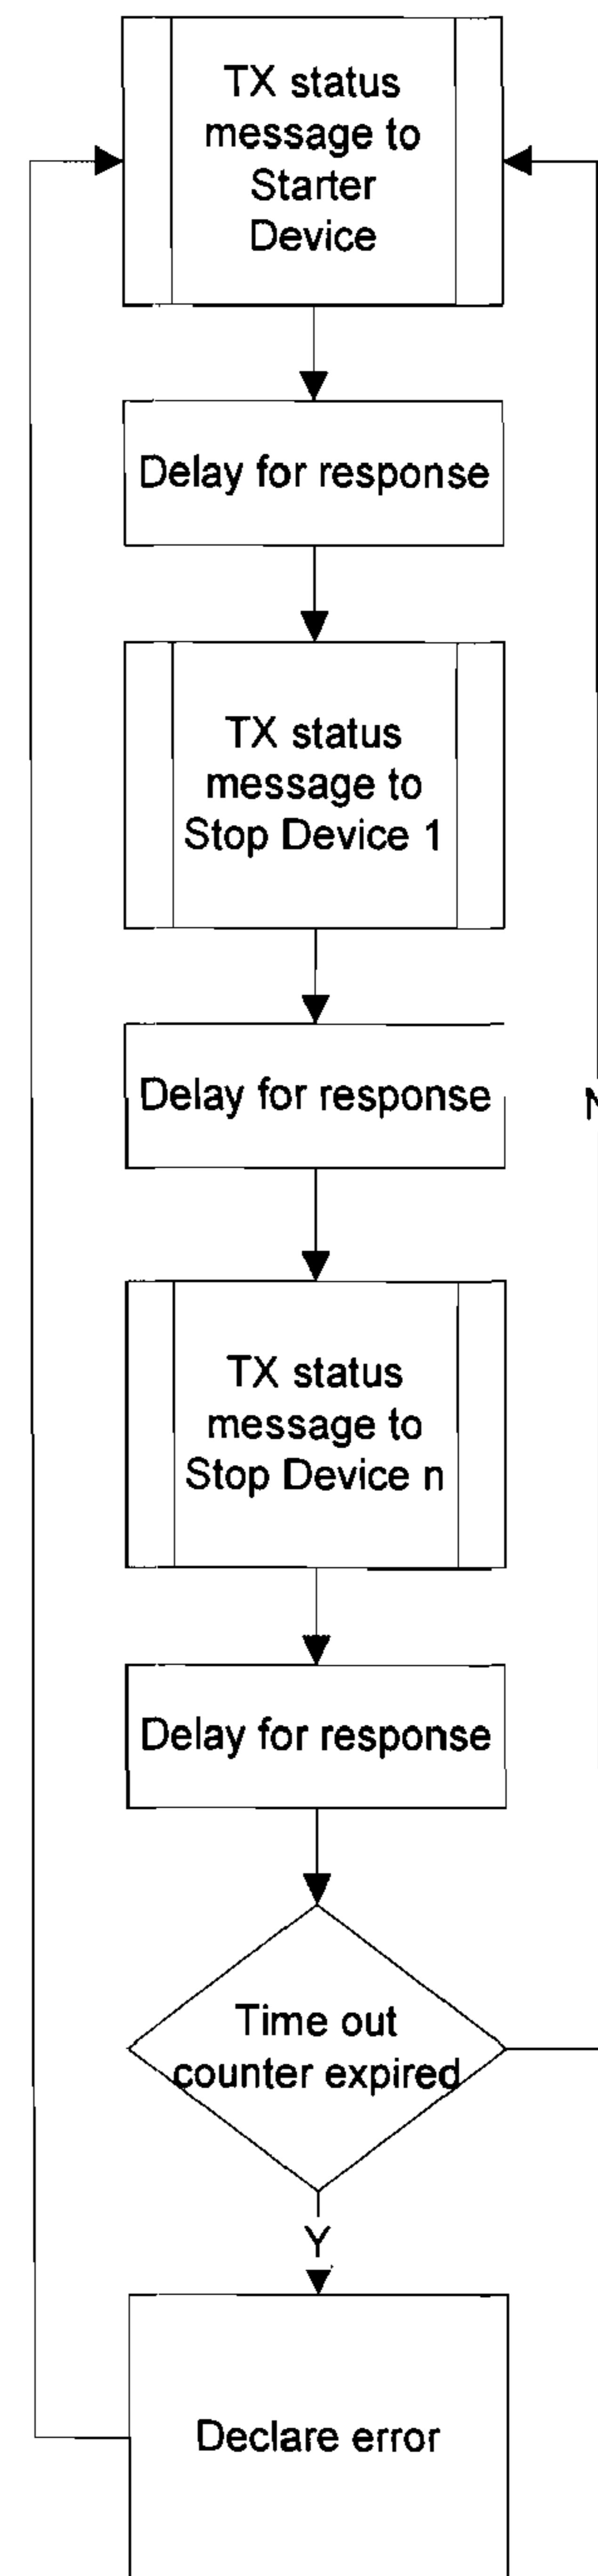 TX status
message to
Starter
Device
Delay for response
TX status
message to
Stop Device 1
Delay for response
N
TX status
message to
Stop Device n
Delay for response
Time out
counter expired
Y
Declare error